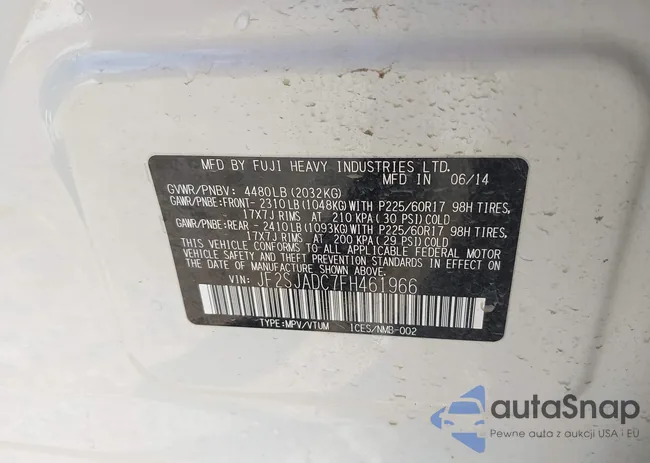 MFD BY FUJI HEAVY INDUSTRIES LTD.
MFD IN 06/14
GVWR/PNBV: 4480LB(2032KG)
GAWR/PNBE:FRONT-2310LB(1048KG)WITH P225/60R17 98H TIRES,
17X7J RIMS AT 210 KPA(30 PSI)COLD
GAWR/PNBE:REAR -2410LB(1093KG)WITH P225/60R17 98H TIRES,
17X7J RIMS AT 200 KPA(29 PSI)COLD
THIS VEHICLE CONFORMS TO ALL APPLICABLE FEDERAL MOTOR
VEHICLE SAFETY AND THEFT PREVENTION STANDARDS IN EFFECT
ON THE DATE OF MANUFACTURE SHOWN ABOVE.
VIN: JF2SJADC7FH461966
TYPE:MPV/VTUM ICES/NMB-002
autaSnap
Pewne auta z aukcji USA i EU